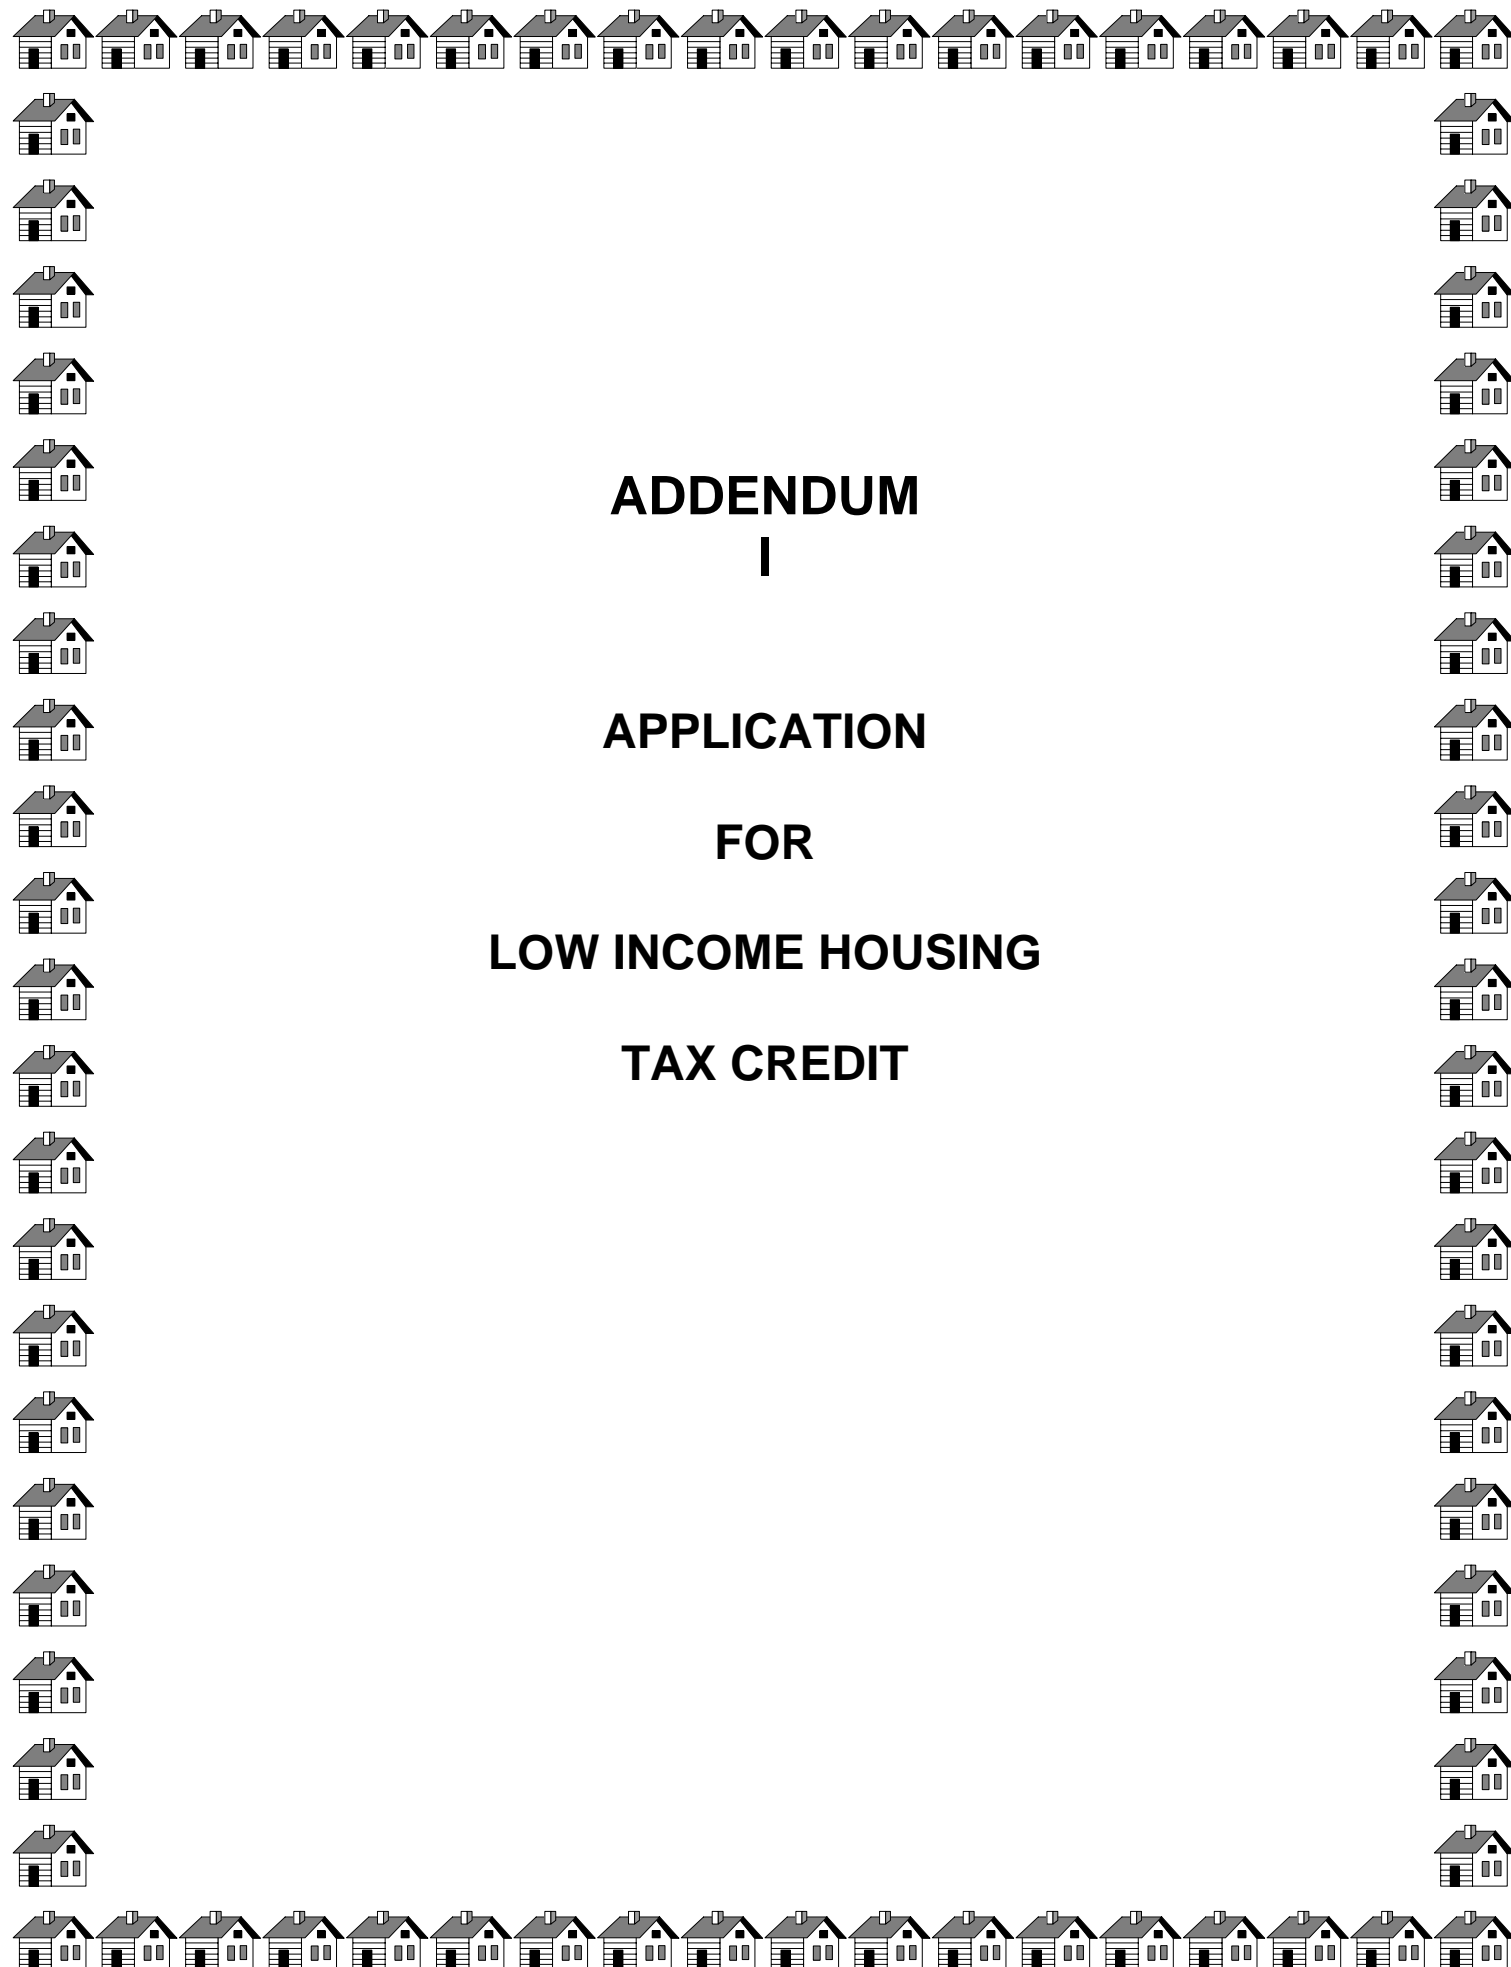 ADDENDUM
I
APPLICATION
FOR
LOW INCOME HOUSING
TAX CREDIT